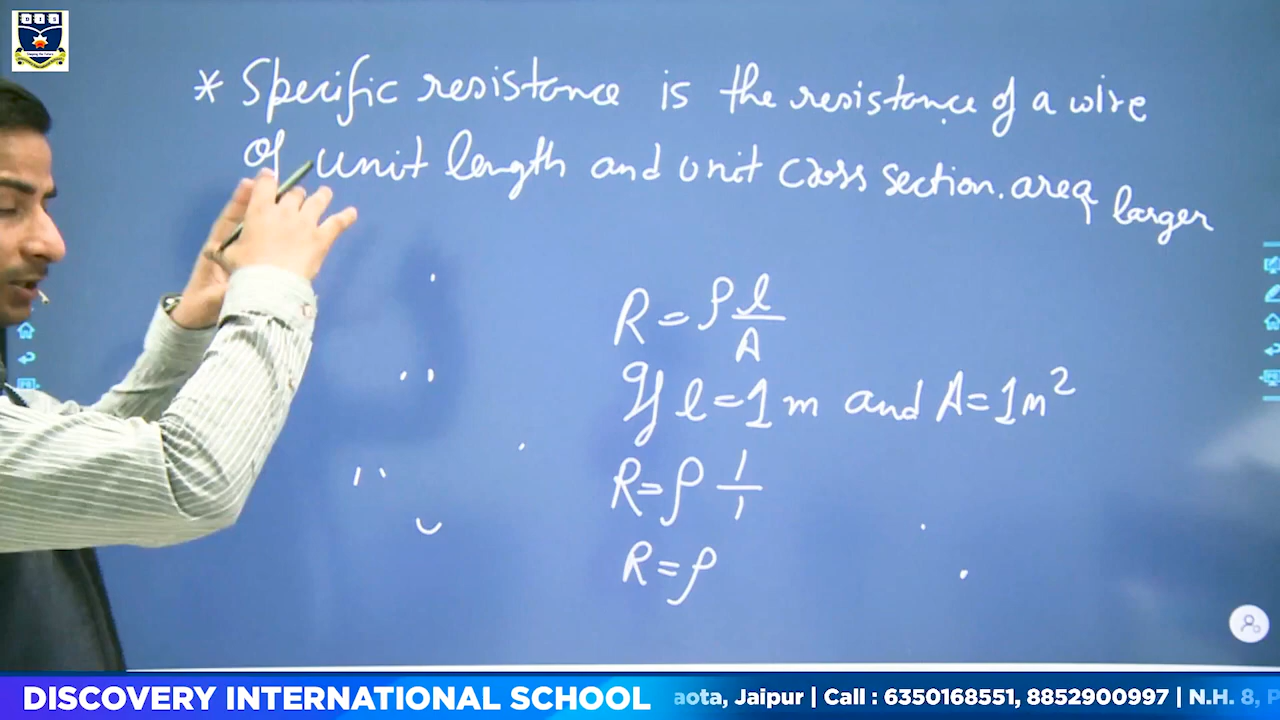 * Specific resistance is the resistance of a wire
of unit length and unit cross section. area larger
R = ρ l/A
If l = 1 m and A = 1 m²
R = ρ 1/1
R = ρ
DISCOVERY INTERNATIONAL SCHOOL aota, Jaipur | Call : 6350168551, 8852900997 | N.H. 8, P